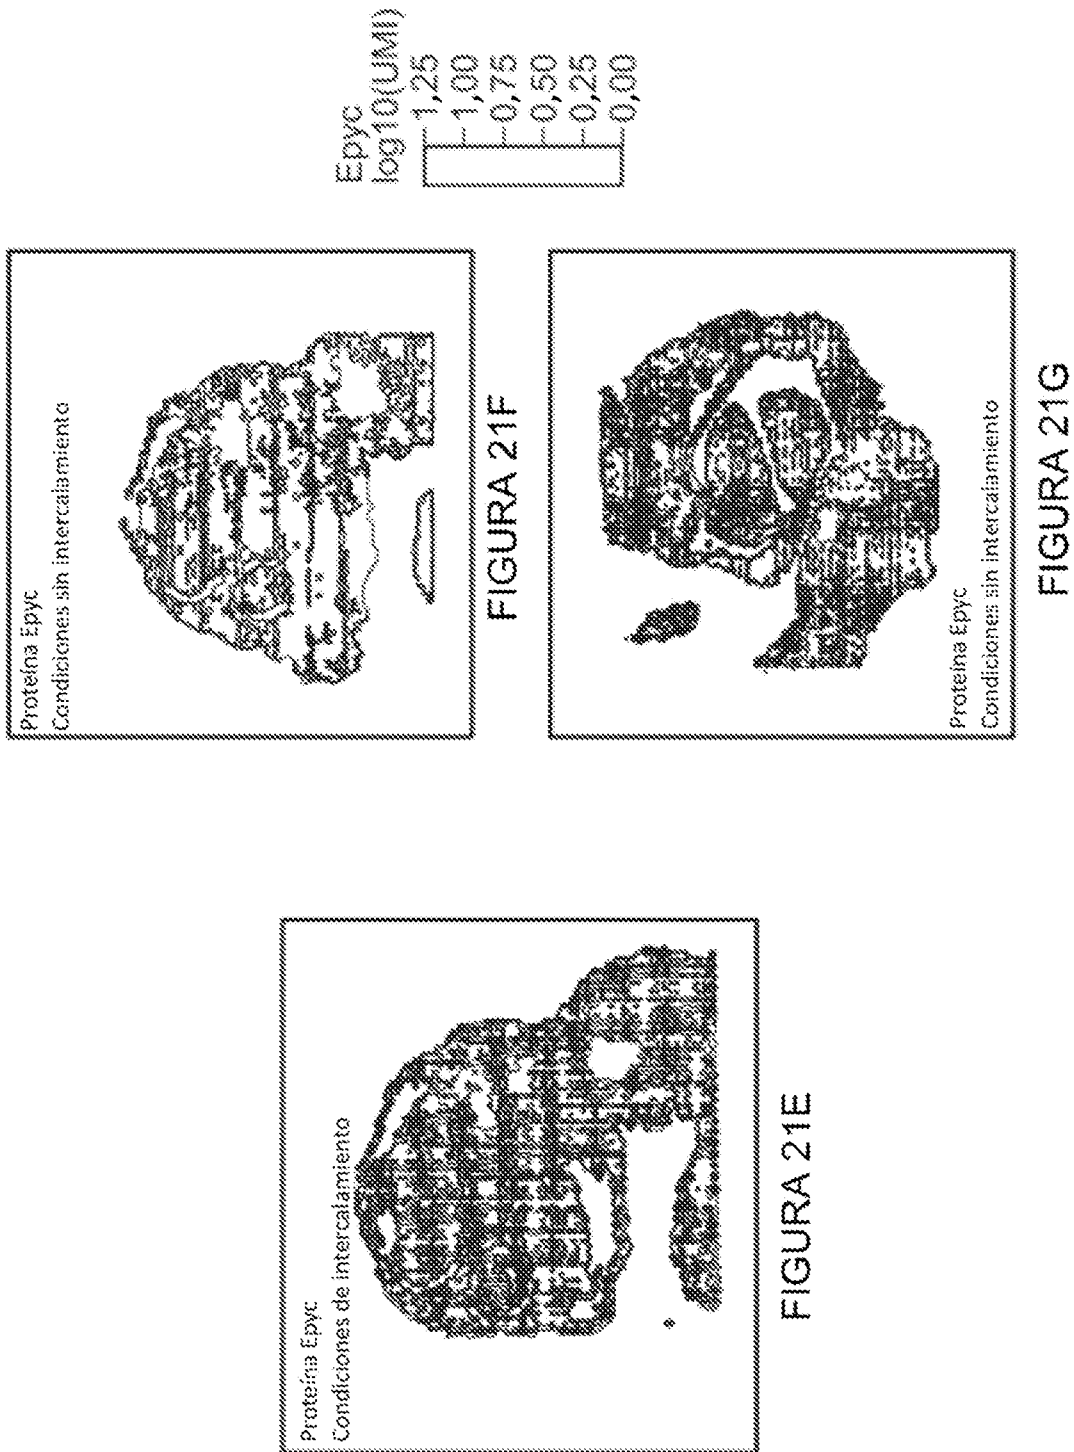 Proteína Epyc
Condiciones sin intercalamiento
FIGURA 21F
Epyc
log10(UMI)
1,25
1,00
0,75
0,50
0,25
0,00
Proteína Epyc
Condiciones de intercalamiento
FIGURA 21E
Proteína Epyc
Condiciones sin intercalamiento
FIGURA 21G